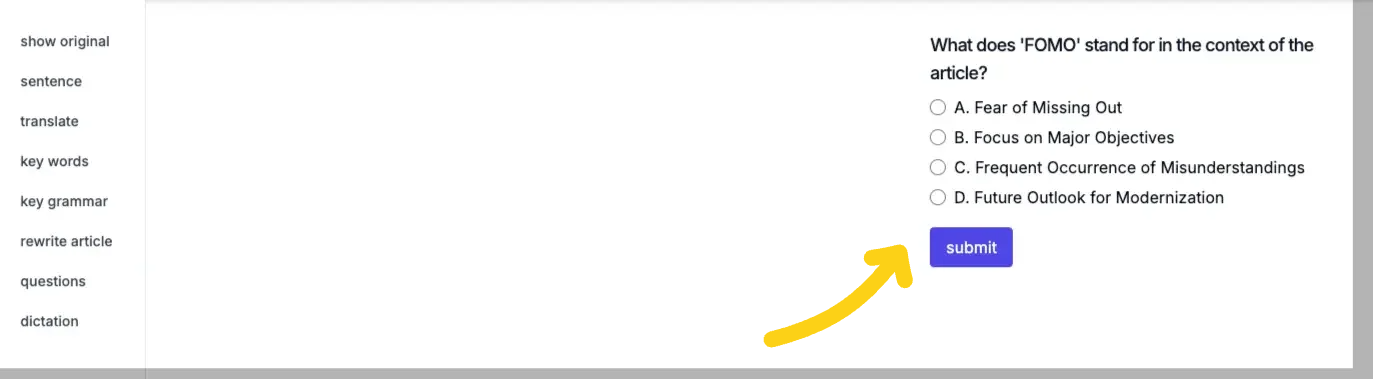 show original
sentence
translate
key words
key grammar
rewrite article
questions
dictation
What does 'FOMO' stand for in the context of the
article?
A. Fear of Missing Out
B. Focus on Major Objectives
C. Frequent Occurrence of Misunderstandings
D. Future Outlook for Modernization
submit